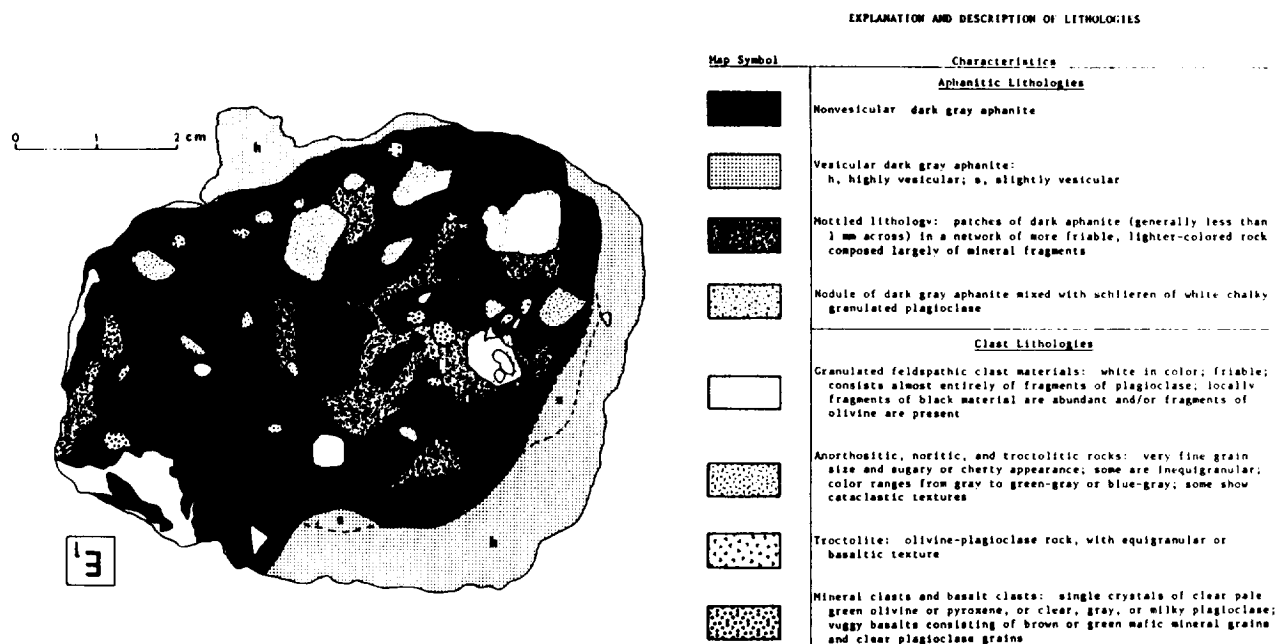 EXPLANATION AND DESCRIPTION OF LITHOLOGIES
Map Symbol
Characteristics
Aphanitic Lithologies
Nonvesicular dark gray aphanite
Vesicular dark gray aphanite:
h, highly vesicular; s, slightly vesicular
Mottled lithology: patches of dark aphanite (generally less than
1 mm across) in a network of more friable, lighter-colored rock
composed largely of mineral fragments
Nodule of dark gray aphanite mixed with schlieren of white chalky
granulated plagioclase
Clast Lithologies
Granulated feldspathic clast materials: white in color; friable;
consists almost entirely of fragments of plagioclase; locally
fragments of black material are abundant and/or fragments of
olivine are present
Anorthositic, noritic, and troctolitic rocks: very fine grain
size and sugary or cherty appearance; some are inequigranular;
color ranges from gray to green-gray or blue-gray; some show
cataclastic textures
Troctolite: olivine-plagioclase rock, with equigranular or
basaltic texture
Mineral clasts and basalt clasts: single crystals of clear pale
green olivine or pyroxene, or clear, gray, or milky plagioclase;
vuggy basalts consisting of brown or green mafic mineral grains
and clear plagioclase grains
0 1 2 cm
h
s
s
h